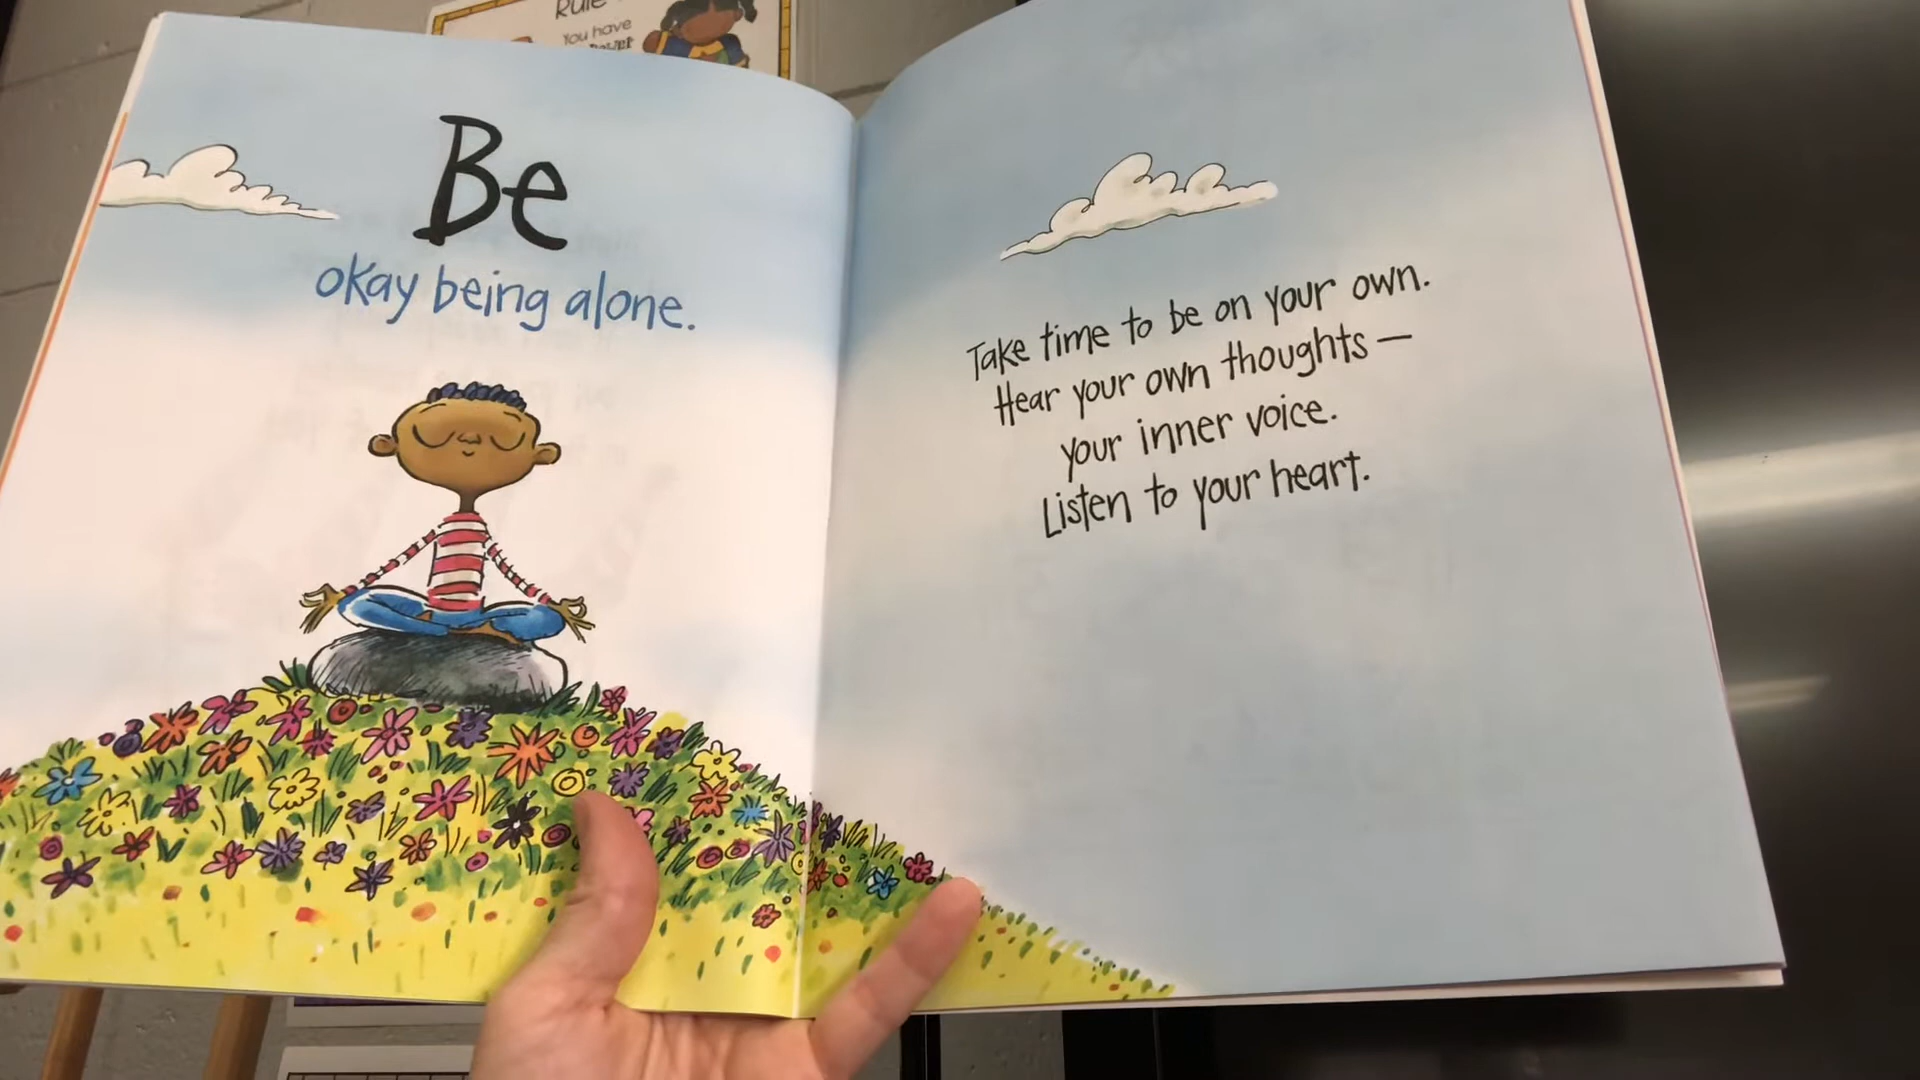 Rule
You have
power
Be
okay being alone.
Take time to be on your own.
Hear your own thoughts —
your inner voice.
Listen to your heart.